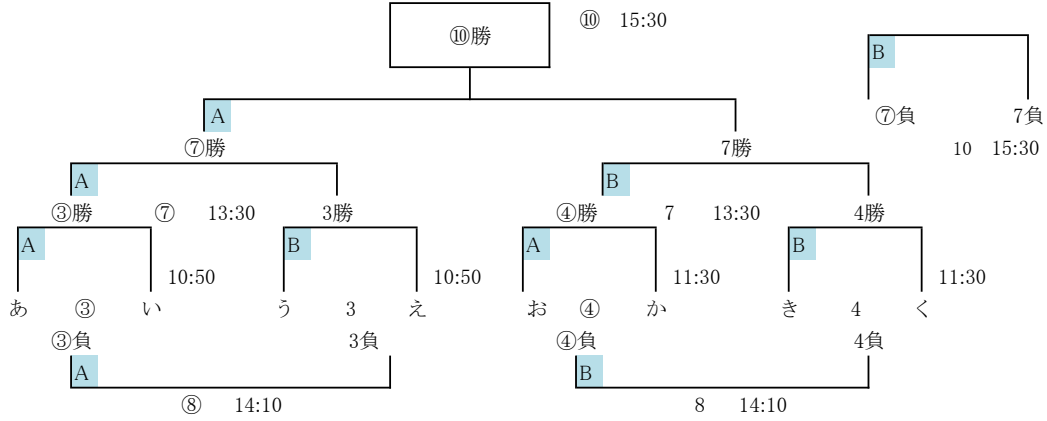 ⑩勝 ⑩ 15:30
B
A ⑦負 7負
⑦勝 7勝 10 15:30
A B
③勝 ⑦ 13:30 3勝 ④勝 7 13:30 4勝
A B A B
10:50 10:50 11:30 11:30
あ ③ い う 3 え お ④ か き 4 く
③負 3負 ④負 4負
A B
⑧ 14:10 8 14:10